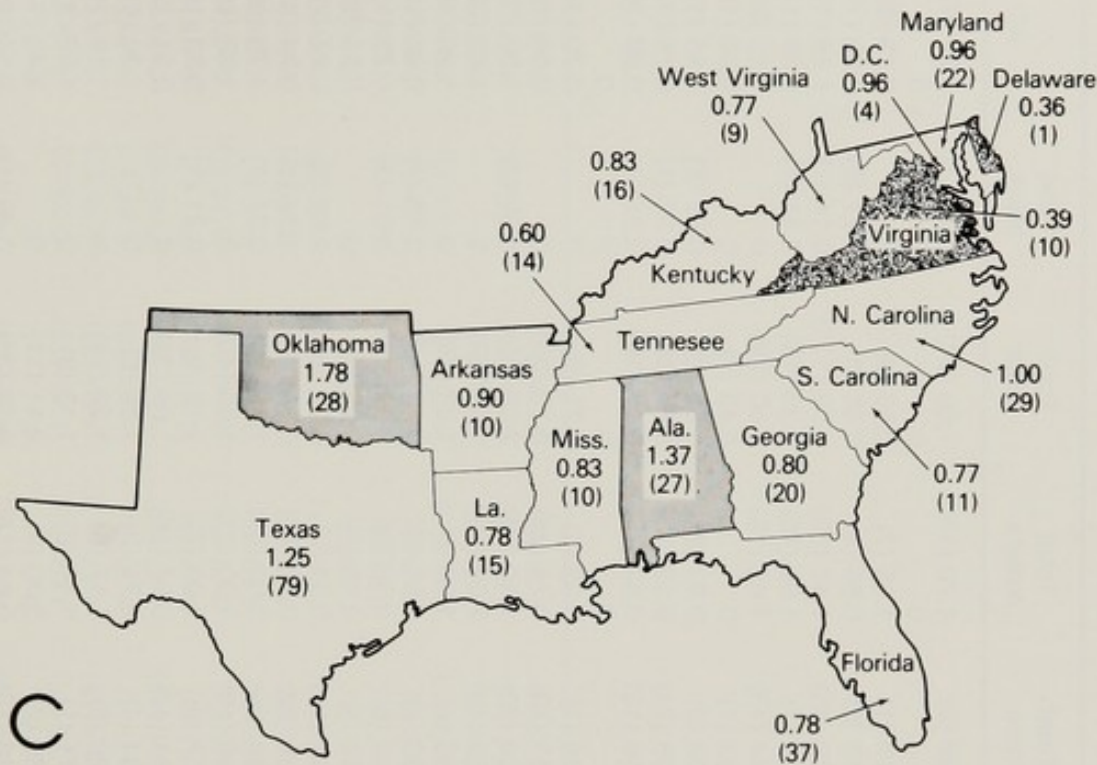 Maryland
0.96
(22)
D.C.
0.96
(4)
Delaware
0.36
(1)
West Virginia
0.77
(9)
0.83
(16)
Kentucky
0.39
(10)
Virginia
0.60
(14)
Tennesee
N. Carolina
1.00
(29)
S. Carolina
0.77
(11)
Oklahoma
1.78
(28)
Arkansas
0.90
(10)
Miss.
0.83
(10)
Ala.
1.37
(27)
Georgia
0.80
(20)
Texas
1.25
(79)
La.
0.78
(15)
Florida
0.78
(37)
C